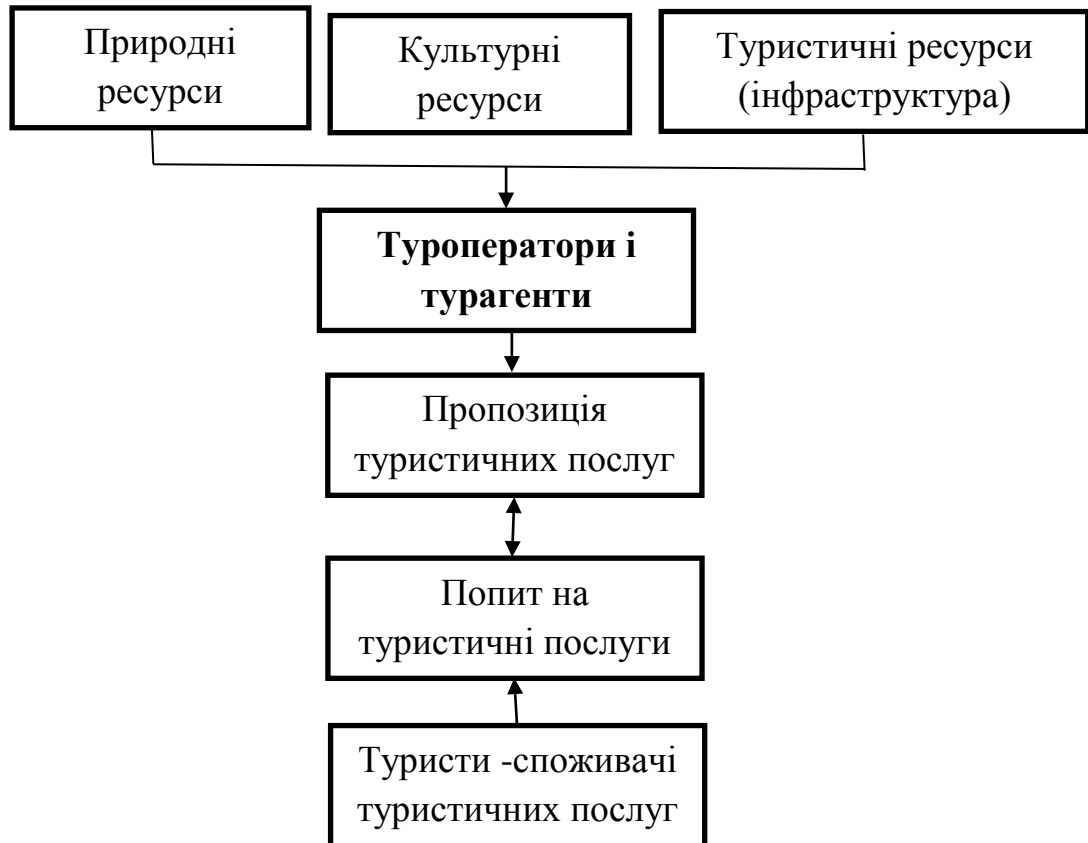 Природні
ресурси
Культурні
ресурси
Туристичні ресурси
(інфраструктура)
Туроператори і
турагенти
Пропозиція
туристичних послуг
Попит на
туристичні послуги
Туристи -споживачі
туристичних послуг